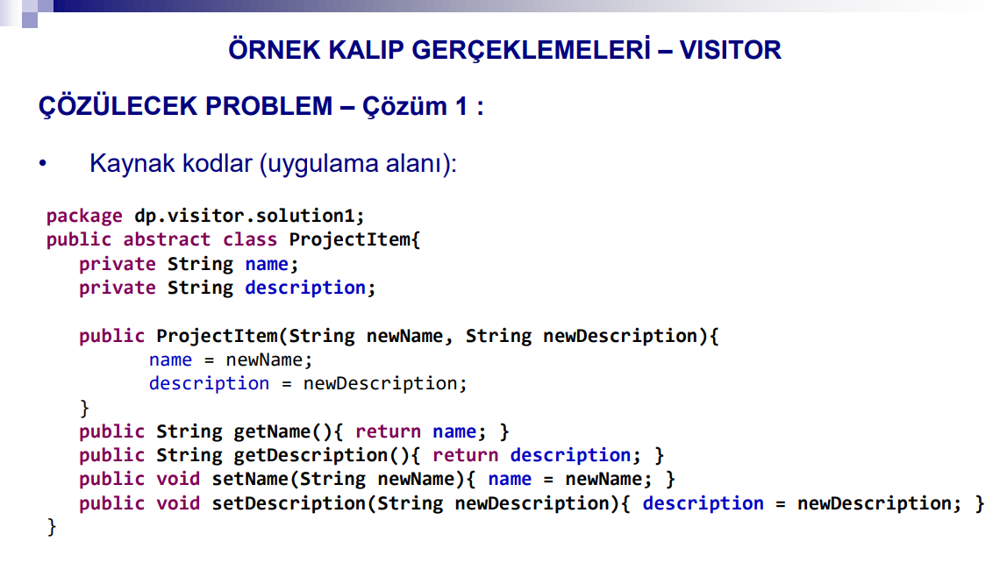 ÖRNEK KALIP GERÇEKLEMELERİ – VISITOR
ÇÖZÜLECEK PROBLEM – Çözüm 1 :
• Kaynak kodlar (uygulama alanı):
package dp.visitor.solution1;
public abstract class ProjectItem{
private String name;
private String description;
public ProjectItem(String newName, String newDescription){
name = newName;
description = newDescription;
}
public String getName(){ return name; }
public String getDescription(){ return description; }
public void setName(String newName){ name = newName; }
public void setDescription(String newDescription){ description = newDescription; }
}